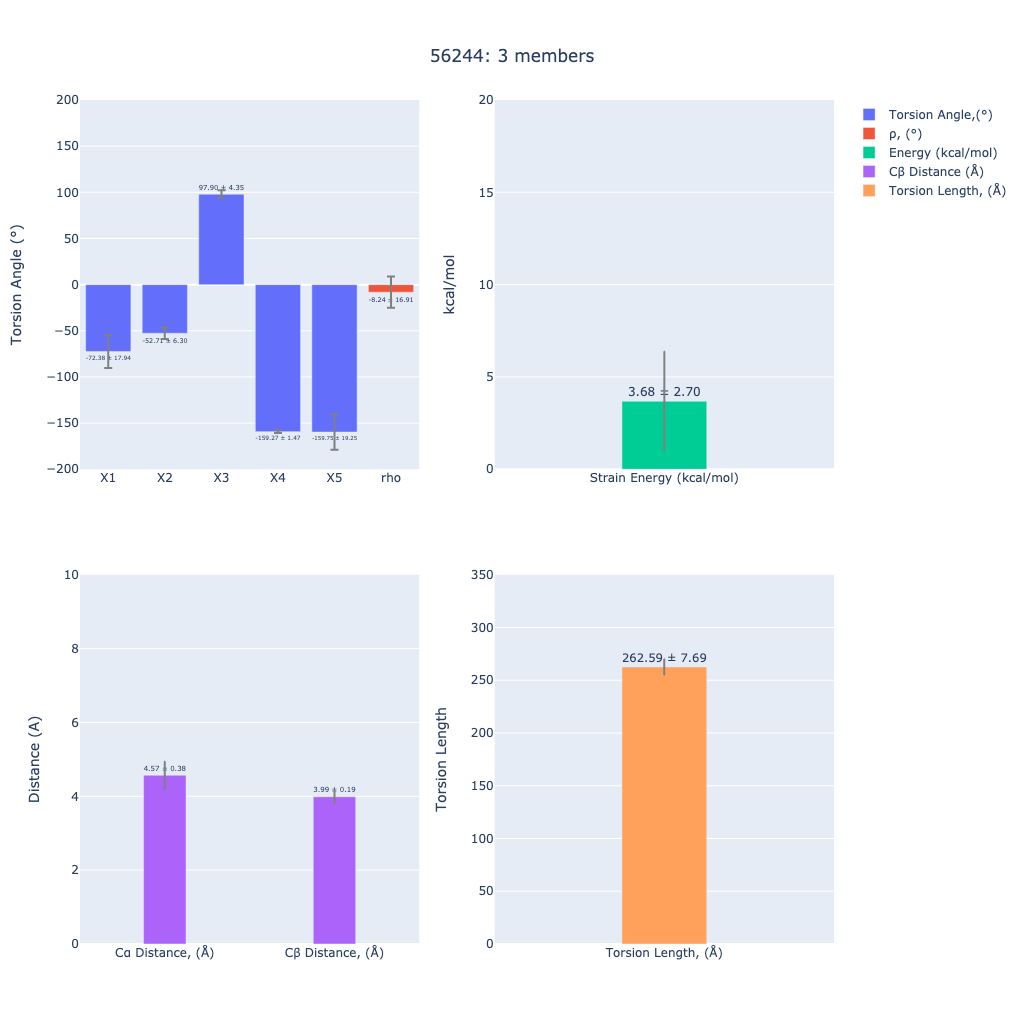 56244: 3 members
200
150
100
50
0
−50
−100
−150
−200
Torsion Angle (°)
97.90 ± 4.35
-8.24 ± 16.91
-52.71 ± 6.30
-72.38 ± 17.94
-159.27 ± 1.47
-159.75 ± 19.25
X1
X2
X3
X4
X5
rho
20
15
10
5
0
kcal/mol
3.68 ± 2.70
Strain Energy (kcal/mol)
Torsion Angle,(°)
ρ, (°)
Energy (kcal/mol)
Cβ Distance (Å)
Torsion Length, (Å)
10
8
6
4
2
0
Distance (A)
4.57 ± 0.38
3.99 ± 0.19
Cα Distance, (Å)
Cβ Distance, (Å)
350
300
250
200
150
100
50
0
Torsion Length
262.59 ± 7.69
Torsion Length, (Å)